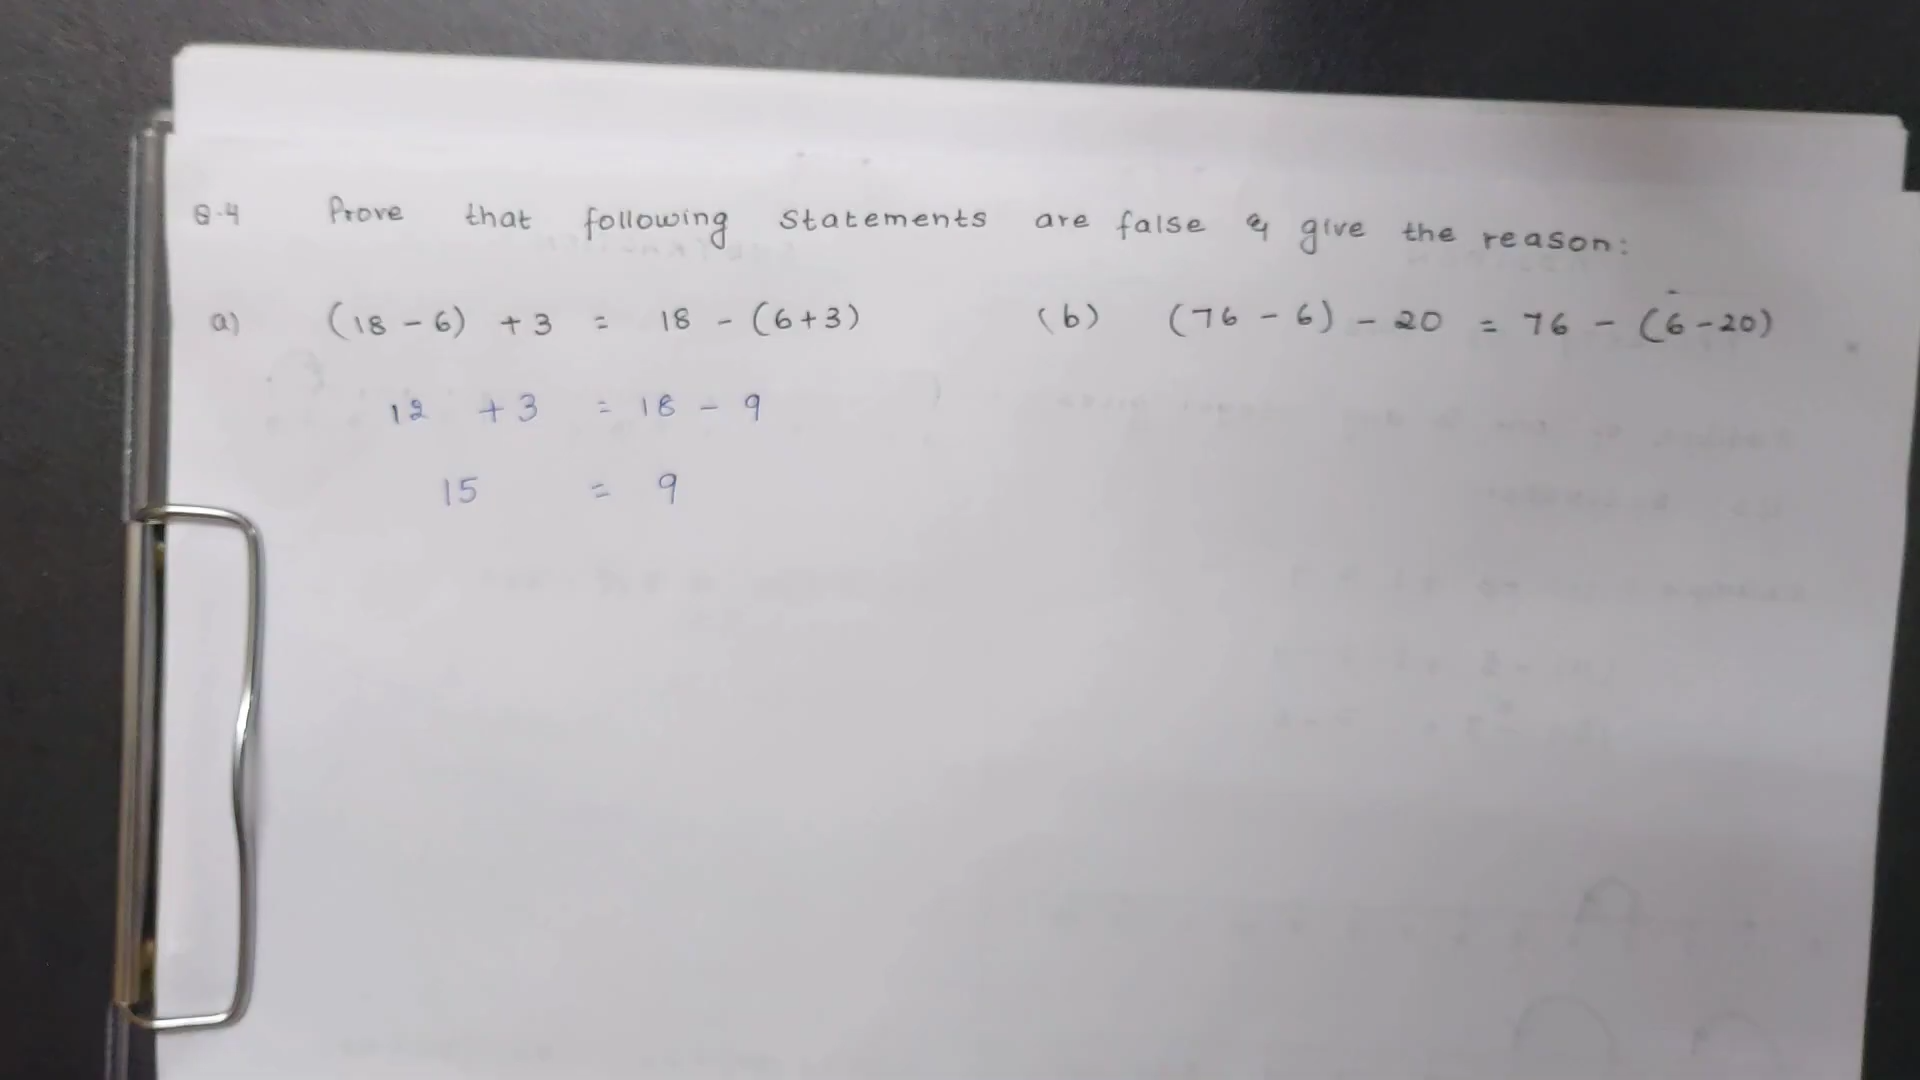 Q.4 Prove that following statements are false & give the reason:
a) (18 - 6) + 3 = 18 - (6+3) (b) (76 - 6) - 20 = 76 - (6-20)
12 + 3 = 18 - 9
15 = 9